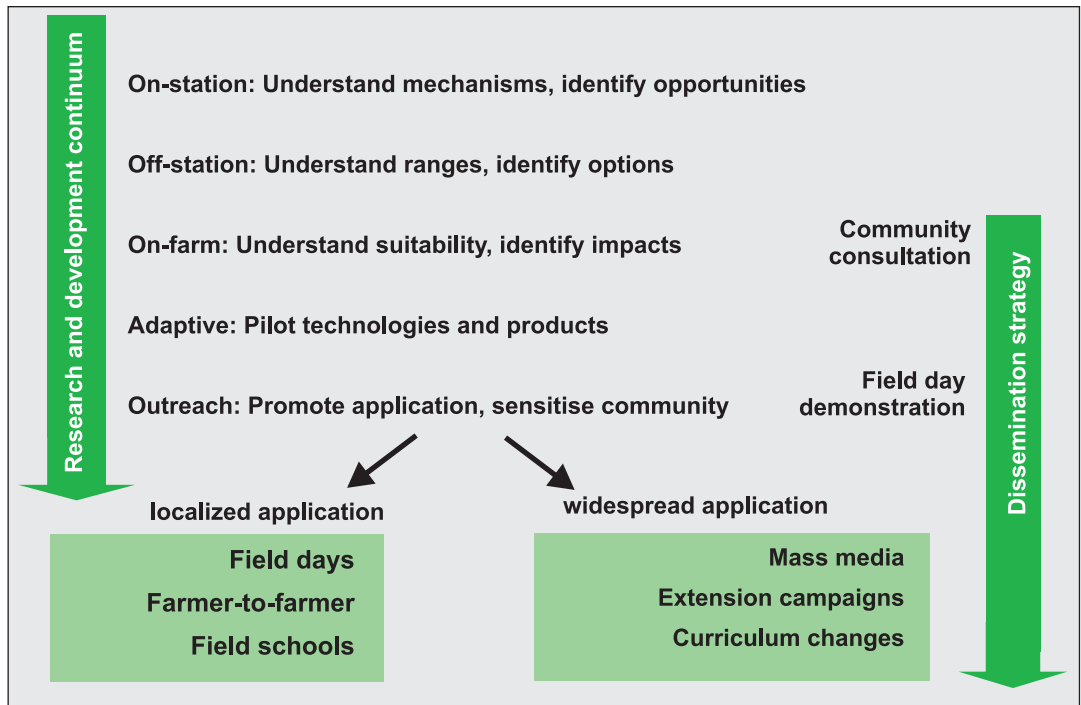 Research and development continuum
On-station: Understand mechanisms, identify opportunities
Off-station: Understand ranges, identify options
On-farm: Understand suitability, identify impacts
Community
consultation
Adaptive: Pilot technologies and products
Outreach: Promote application, sensitise community
Field day
demonstration
Dissemination strategy
localized application
Field days
Farmer-to-farmer
Field schools
widespread application
Mass media
Extension campaigns
Curriculum changes